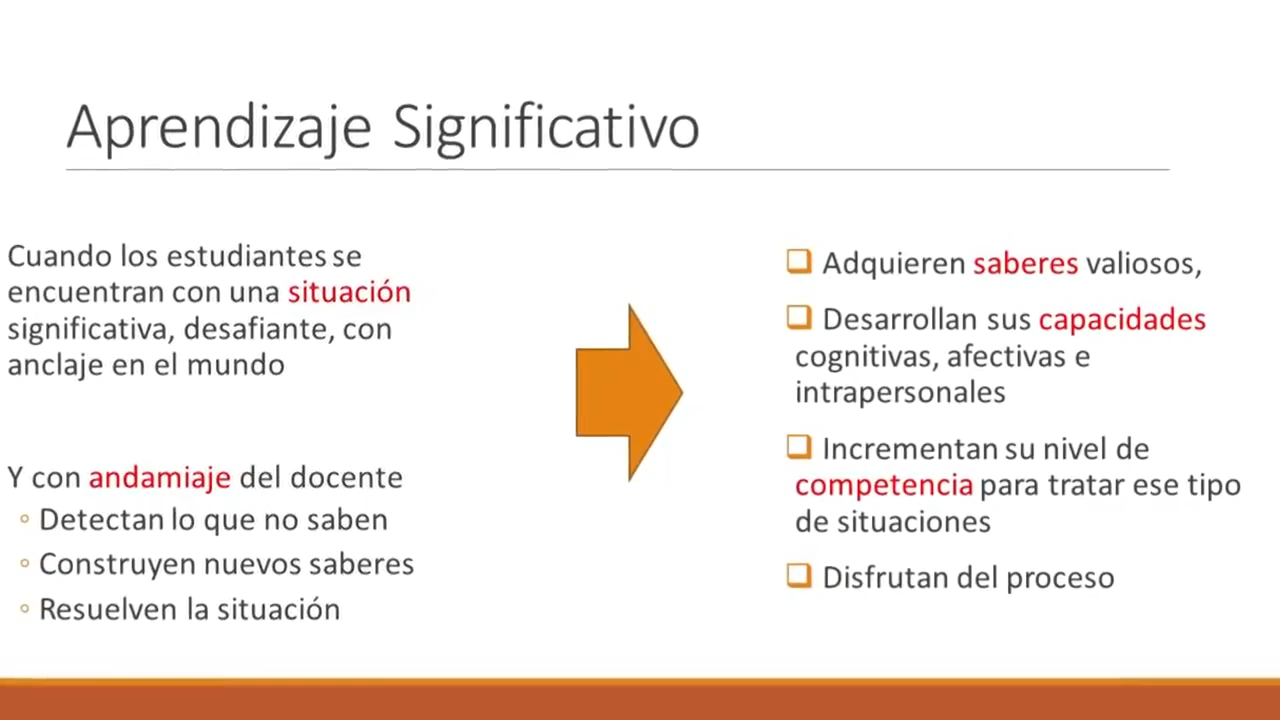 Aprendizaje Significativo
Cuando los estudiantes se
encuentran con una situación
significativa, desafiante, con
anclaje en el mundo
Y con andamiaje del docente
◦ Detectan lo que no saben
◦ Construyen nuevos saberes
◦ Resuelven la situación
❑ Adquieren saberes valiosos,
❑ Desarrollan sus capacidades
cognitivas, afectivas e
intrapersonales
❑ Incrementan su nivel de
competencia para tratar ese tipo
de situaciones
❑ Disfrutan del proceso